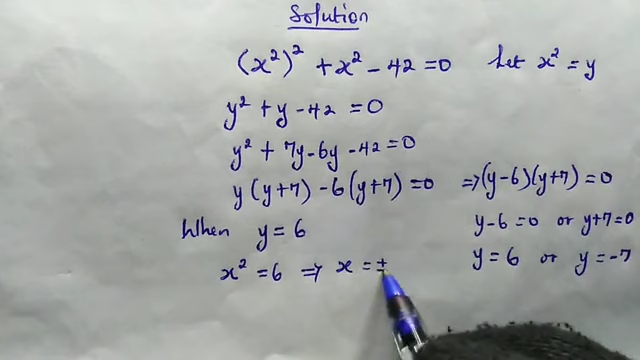 Solution
(x²)² + x² - 42 = 0 Let x² = y
y² + y - 42 = 0
y² + 7y - 6y - 42 = 0
y(y+7) - 6(y+7) = 0 ⇒ (y-6)(y+7) = 0
When y = 6 y-6=0 or y+7=0
x² = 6 ⇒ x = ± y = 6 or y = -7